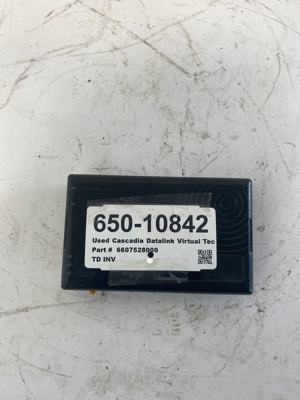 650-10842
Used Cascadia Datalink Virtual Tec
Part # 6607528000
TD INV